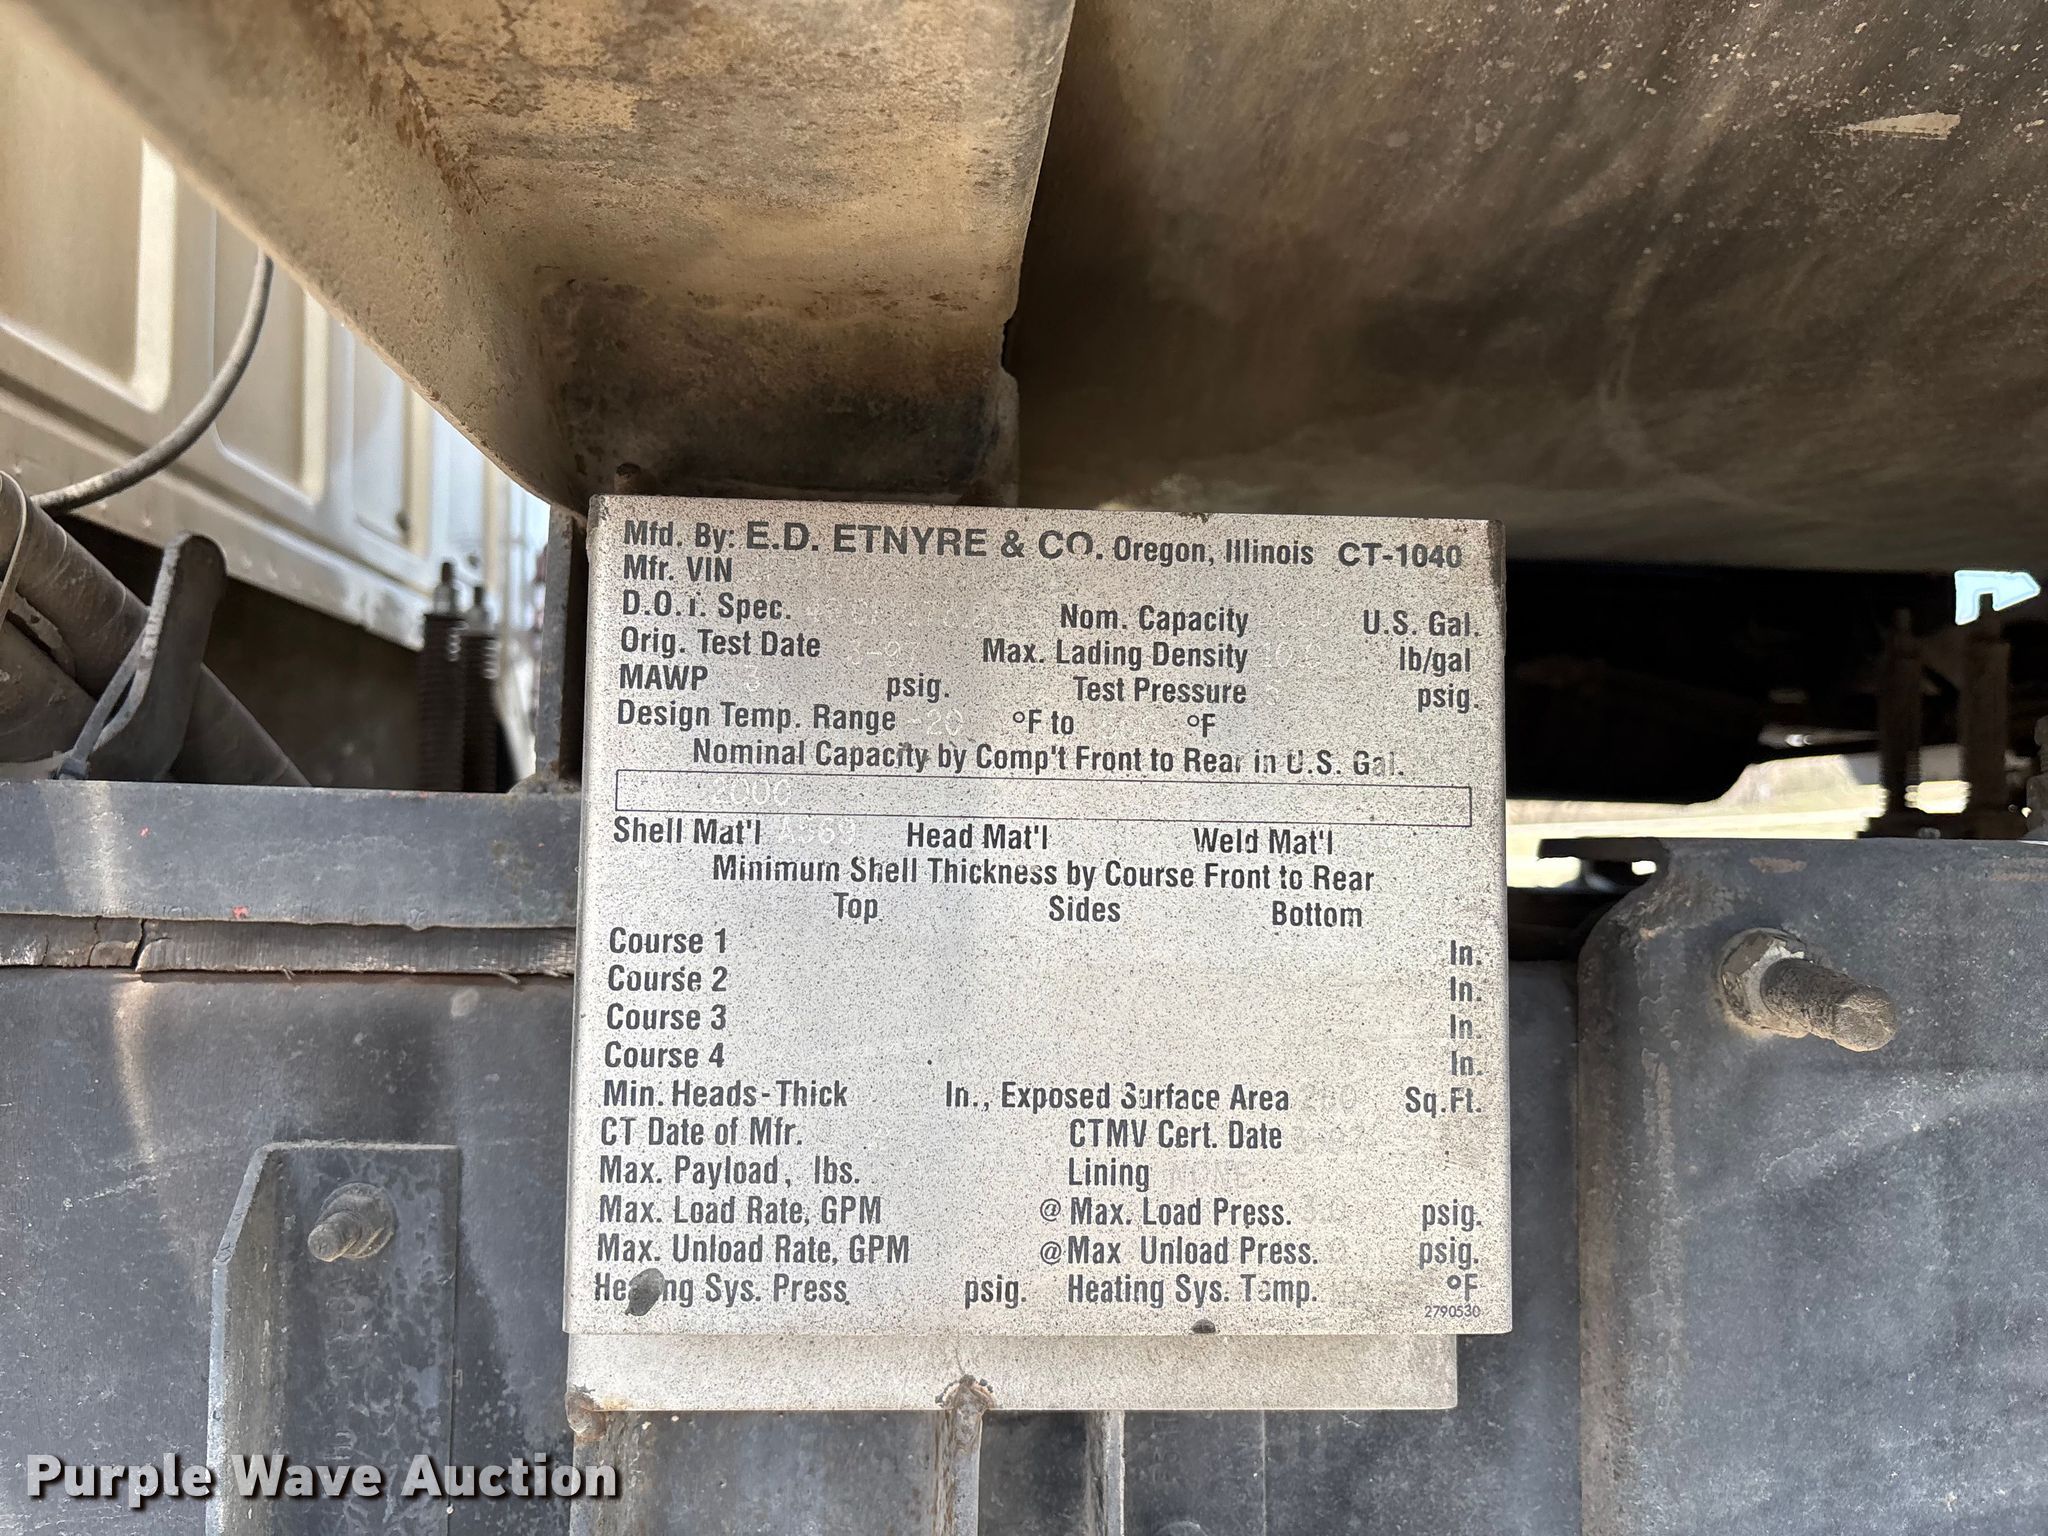 Mfd. By: E.D. ETNYRE & CO. Oregon, Illinois CT-1040
Mfr. VIN
D.O.T. Spec. Nom. Capacity U.S. Gal.
Orig. Test Date Max. Lading Density lb/gal
MAWP 3 psig. Test Pressure psig.
Design Temp. Range -20 °F to °F
Nominal Capacity by Comp't Front to Rear in U.S. Gal.
2000
Shell Mat'l A569 Head Mat'l Weld Mat'l
Minimum Shell Thickness by Course Front to Rear
Top Sides Bottom
Course 1 In.
Course 2 In.
Course 3 In.
Course 4 In.
Min. Heads-Thick In., Exposed Surface Area Sq.Ft.
CT Date of Mfr. CTMV Cert. Date
Max. Payload, lbs. Lining NONE
Max. Load Rate, GPM @ Max. Load Press. psig.
Max. Unload Rate, GPM @ Max Unload Press. psig.
Heating Sys. Press. psig. Heating Sys. Temp. °F
2790530
Purple Wave Auction